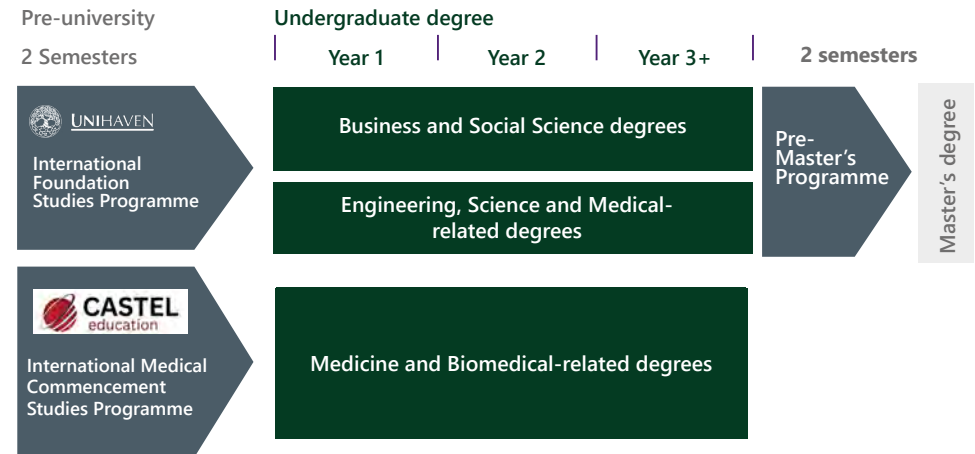 Pre-university
Undergraduate degree
2 Semesters
Year 1
Year 2
Year 3+
2 semesters
UNIHAVEN
International
Foundation
Studies Programme
Business and Social Science degrees
Engineering, Science and Medical-
related degrees
Pre-
Master's
Programme
Master's degree
CASTEL
education
International Medical
Commencement
Studies Programme
Medicine and Biomedical-related degrees